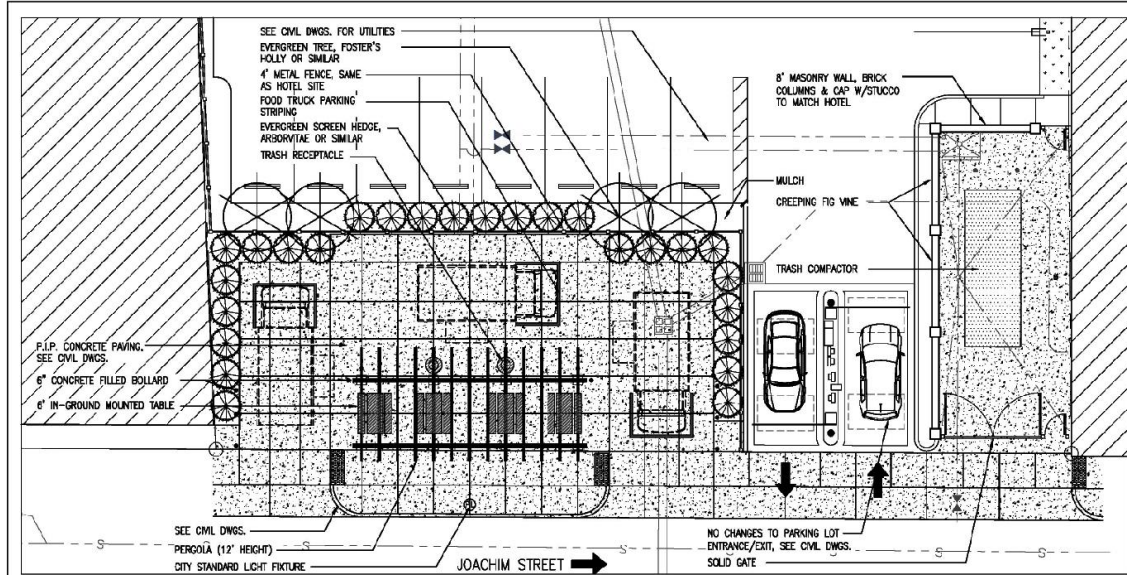 SEE CIVIL DWGS. FOR UTILITIES
EVERGREEN TREE, FOSTER'S
HOLLY OR SIMILAR
4' METAL FENCE, SAME
AS HOTEL SITE
FOOD TRUCK PARKING
STRIPING
EVERGREEN SCREEN HEDGE,
ARBORVITAE OR SIMILAR
TRASH RECEPTACLE
8' MASONRY WALL, BRICK
COLUMNS & CAP W/STUCCO
TO MATCH HOTEL
MULCH
CREEPING FIG VINE
TRASH COMPACTOR
P.I.P. CONCRETE PAVING,
SEE CIVIL DWGS.
6" CONCRETE FILLED BOLLARD
6' IN-GROUND MOUNTED TABLE
SEE CIVIL DWGS.
PERGOLA (12' HEIGHT)
CITY STANDARD LIGHT FIXTURE
JOACHIM STREET
NO CHANGES TO PARKING LOT
ENTRANCE/EXIT, SEE CIVIL DWGS.
SOLID GATE
S
S
S
S